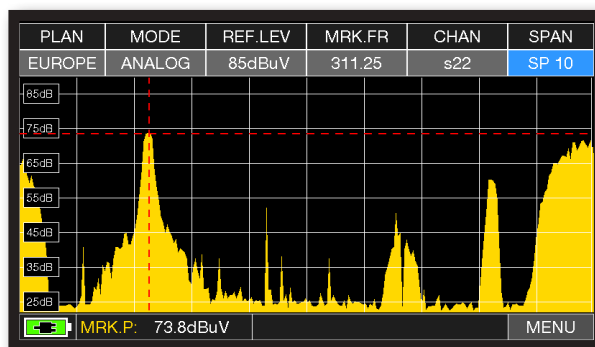 PLAN MODE REF.LEV MRK.FR CHAN SPAN
EUROPE ANALOG 85dBuV 311.25 s22 SP 10
85dB
75dB
65dB
55dB
45dB
35dB
25dB
MRK.P: 73.8dBuV MENU